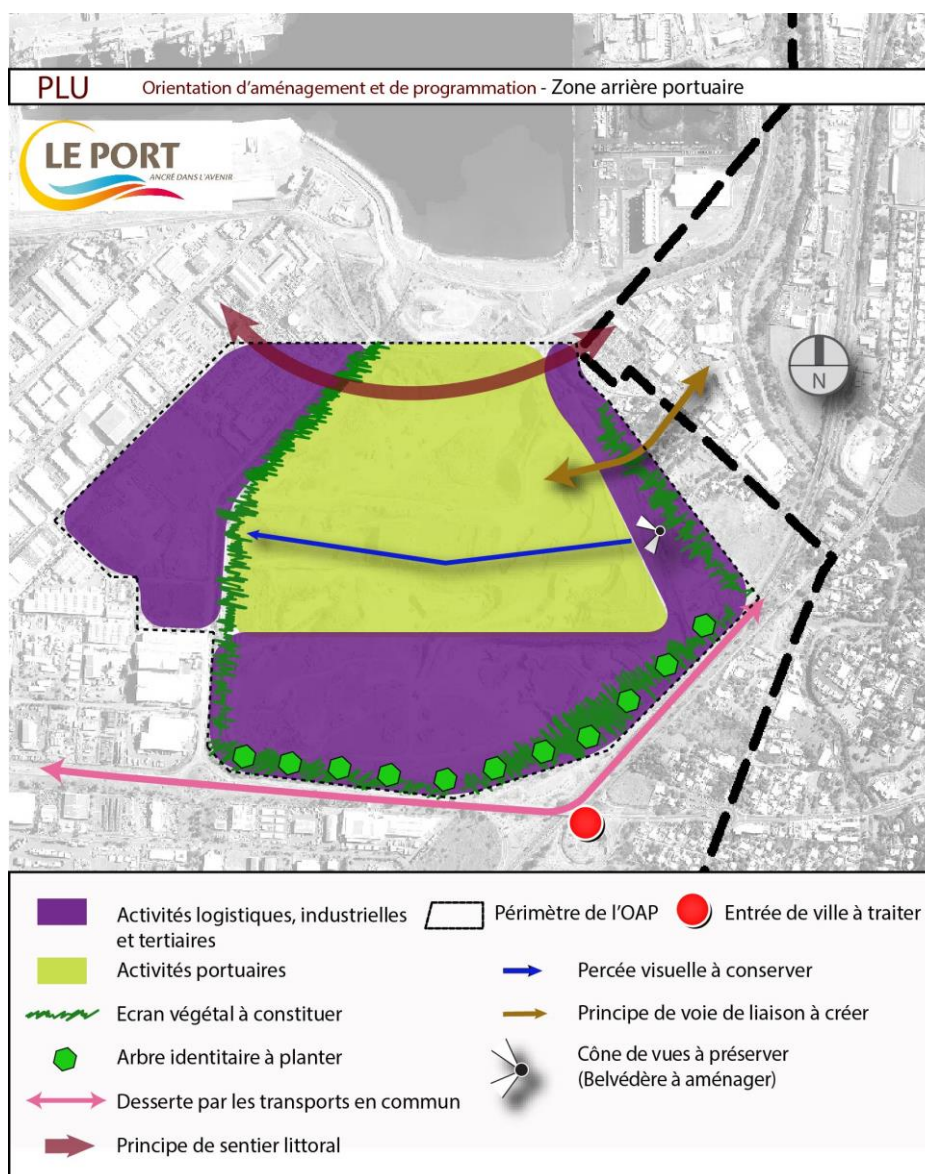 PLU Orientation d'aménagement et de programmation - Zone arrière portuaire
LE PORT
ANCRÉ DANS L'AVENIR
N
Activités logistiques, industrielles
et tertiaires
Périmètre de l'OAP
Entrée de ville à traiter
Activités portuaires
Percée visuelle à conserver
Ecran végétal à constituer
Principe de voie de liaison à créer
Arbre identitaire à planter
Cône de vues à préserver
(Belvédère à aménager)
Desserte par les transports en commun
Principe de sentier littoral